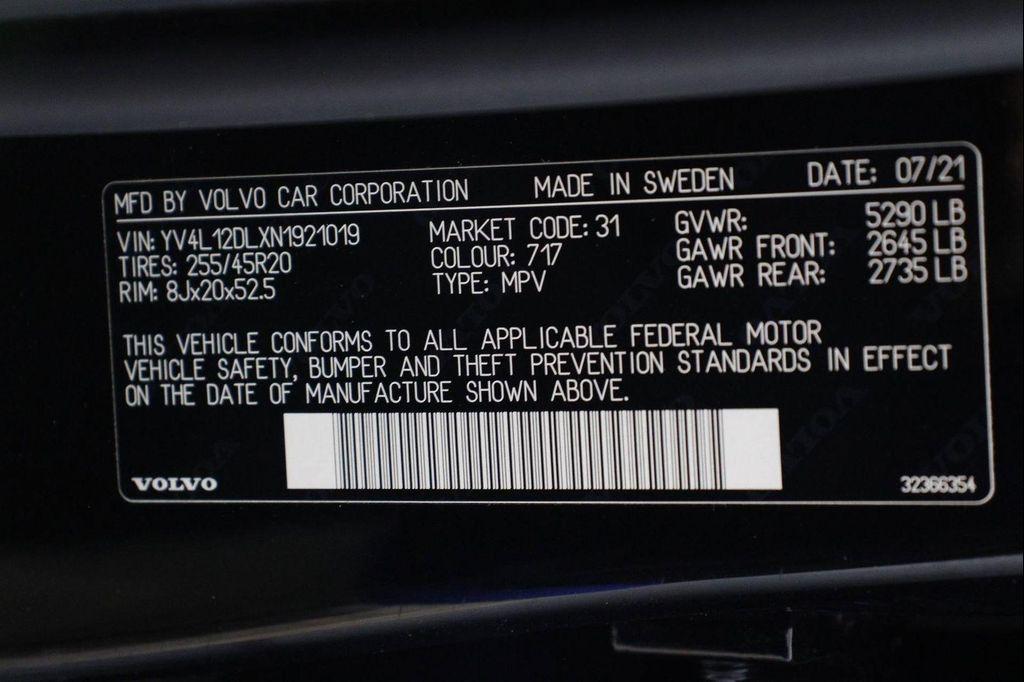 MFD BY VOLVO CAR CORPORATION MADE IN SWEDEN DATE: 07/21
VIN: YV4L12DLXN1921019 MARKET CODE: 31 GVWR: 5290 LB
TIRES: 255/45R20 COLOUR: 717 GAWR FRONT: 2645 LB
RIM: 8Jx20x52.5 TYPE: MPV GAWR REAR: 2735 LB
THIS VEHICLE CONFORMS TO ALL APPLICABLE FEDERAL MOTOR
VEHICLE SAFETY, BUMPER AND THEFT PREVENTION STANDARDS IN EFFECT
ON THE DATE OF MANUFACTURE SHOWN ABOVE.
VOLVO 32366354